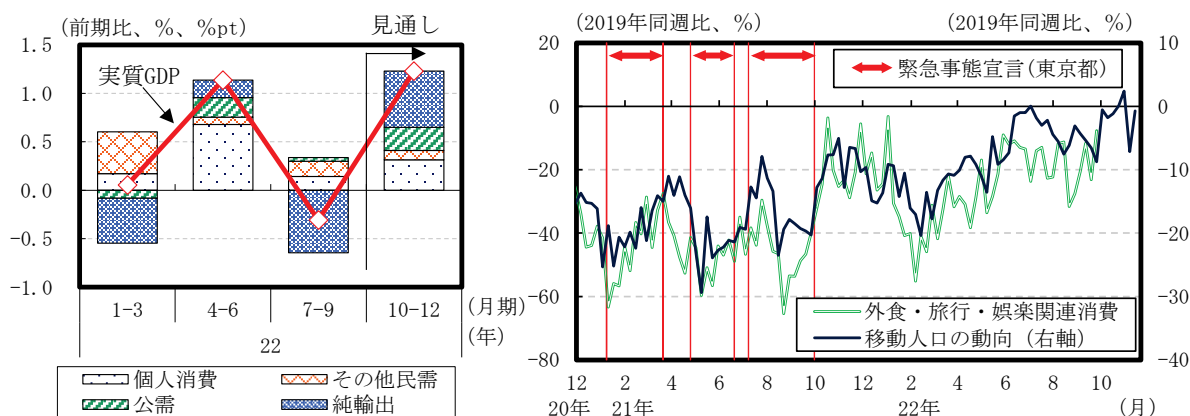 (前期比、%、%pt)
見通し
実質GDP
1.5
1.0
0.5
0.0
-0.5
-1.0
1-3
4-6
7-9
10-12
(月期)
22
(年)
個人消費
その他民需
公需
純輸出
(2019年同週比、%)
(2019年同週比、%)
緊急事態宣言(東京都)
20
0
-20
-40
-60
-80
10
0
-10
-20
-30
-40
外食・旅行・娯楽関連消費
移動人口の動向 (右軸)
12 2 4 6 8 10 12 2 4 6 8 10
20年 21年 22年 (月)